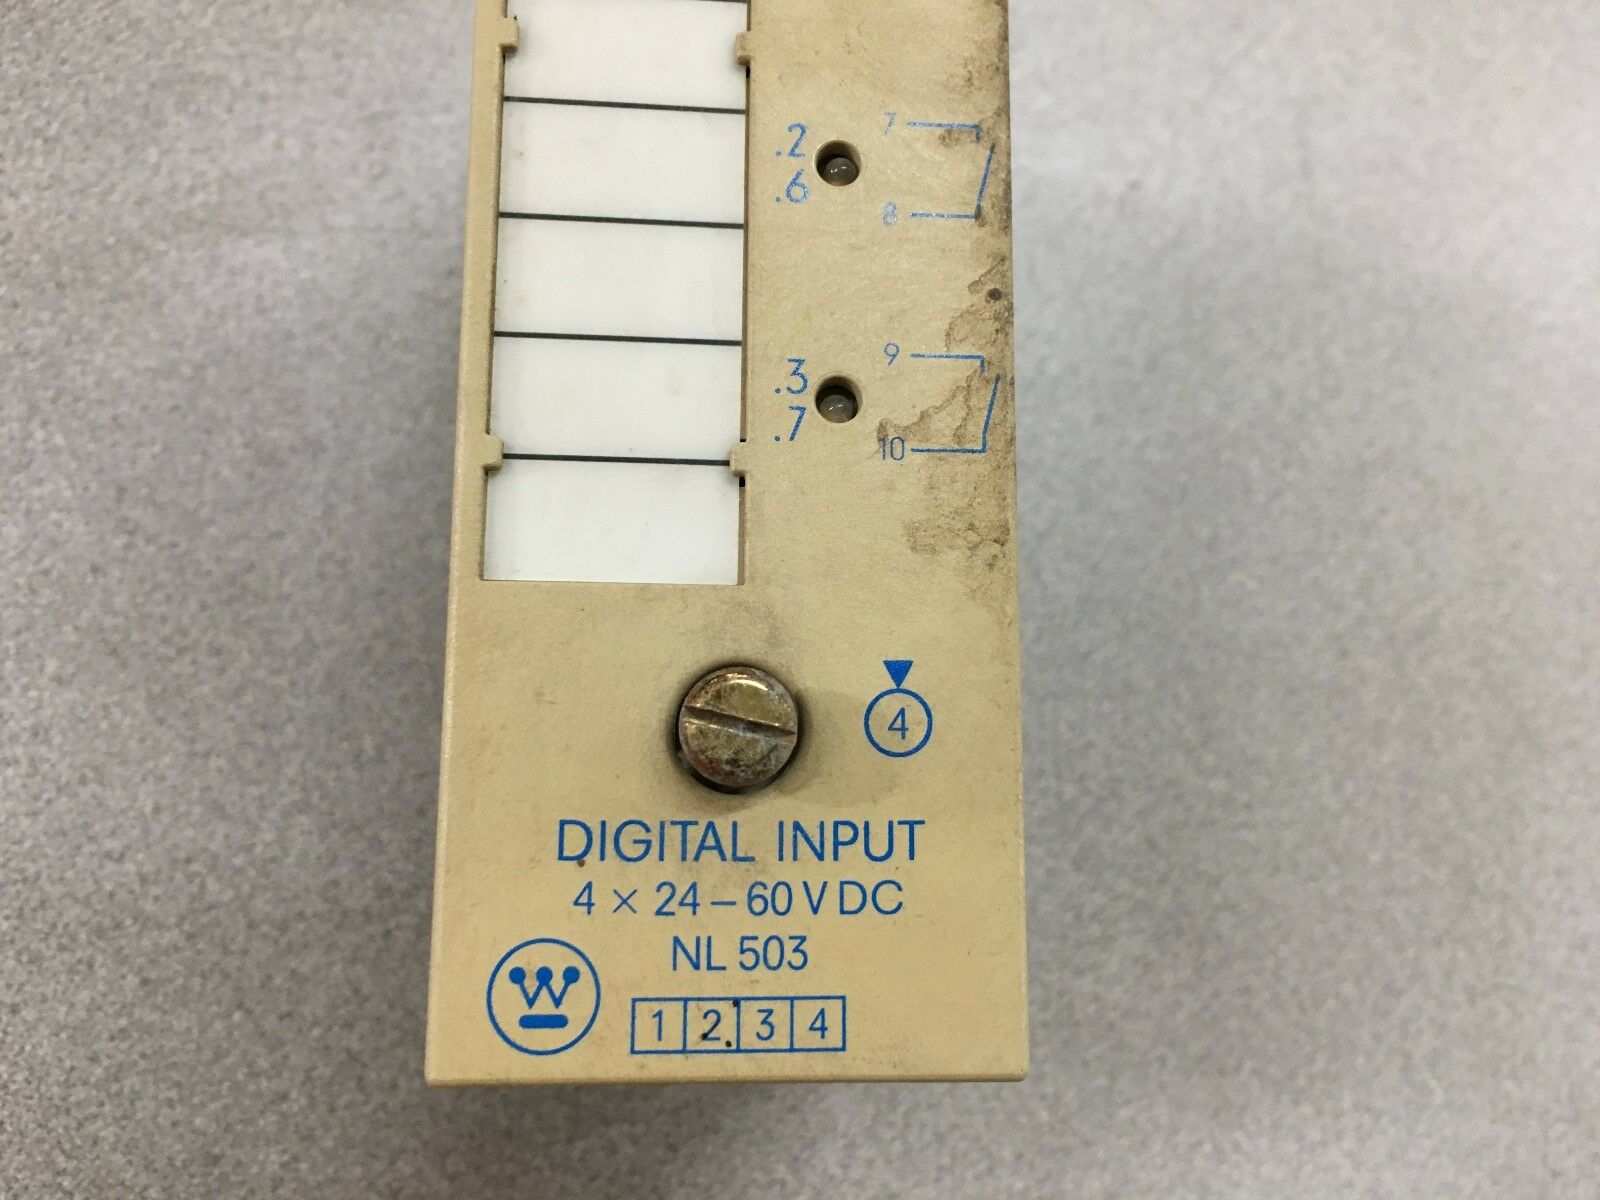 .2
.6
7
8
.3
.7
9
10
4
DIGITAL INPUT
4 × 24 – 60 V DC
NL 503
W
1 2 3 4